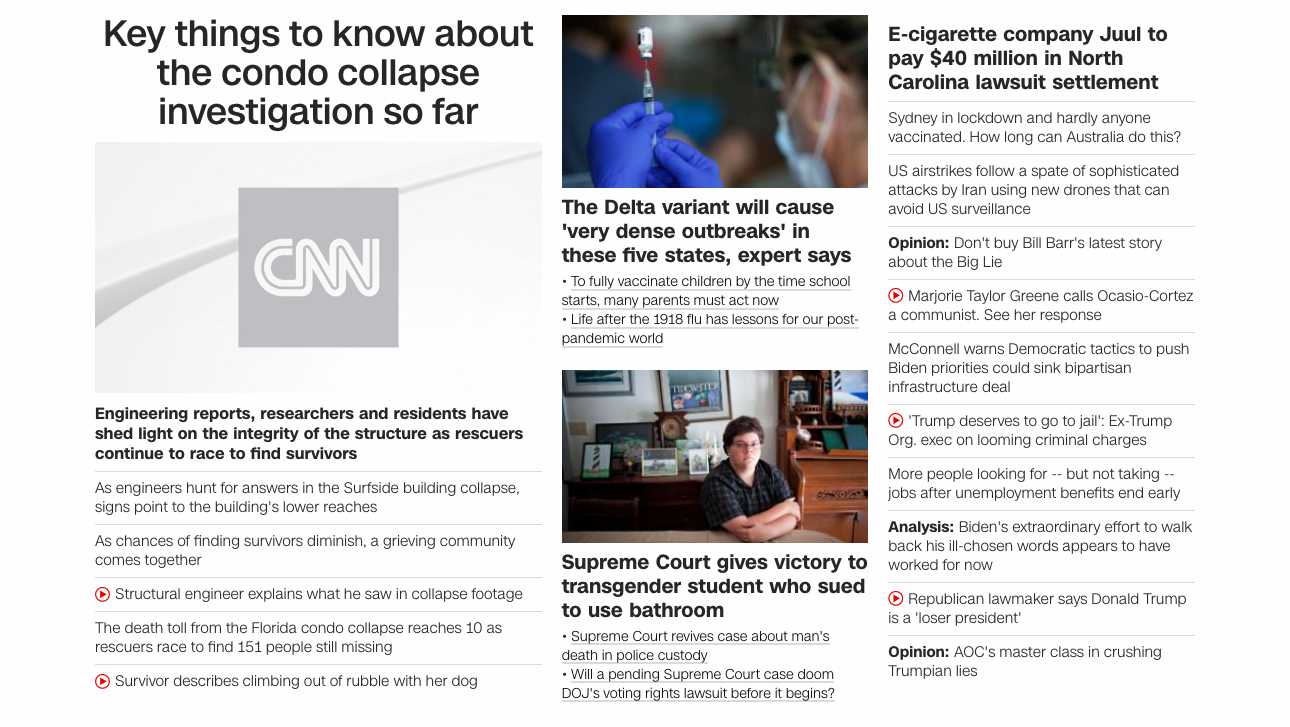 Key things to know about
the condo collapse
investigation so far
CNN
Engineering reports, researchers and residents have
shed light on the integrity of the structure as rescuers
continue to race to find survivors
As engineers hunt for answers in the Surfside building collapse,
signs point to the building's lower reaches
As chances of finding survivors diminish, a grieving community
comes together
Structural engineer explains what he saw in collapse footage
The death toll from the Florida condo collapse reaches 10 as
rescuers race to find 151 people still missing
Survivor describes climbing out of rubble with her dog
The Delta variant will cause
'very dense outbreaks' in
these five states, expert says
• To fully vaccinate children by the time school
starts, many parents must act now
• Life after the 1918 flu has lessons for our post-
pandemic world
TIDEWATER
Supreme Court gives victory to
transgender student who sued
to use bathroom
• Supreme Court revives case about man's
death in police custody
• Will a pending Supreme Court case doom
DOJ's voting rights lawsuit before it begins?
E-cigarette company Juul to
pay $40 million in North
Carolina lawsuit settlement
Sydney in lockdown and hardly anyone
vaccinated. How long can Australia do this?
US airstrikes follow a spate of sophisticated
attacks by Iran using new drones that can
avoid US surveillance
Opinion: Don't buy Bill Barr's latest story
about the Big Lie
Marjorie Taylor Greene calls Ocasio-Cortez
a communist. See her response
McConnell warns Democratic tactics to push
Biden priorities could sink bipartisan
infrastructure deal
'Trump deserves to go to jail': Ex-Trump
Org. exec on looming criminal charges
More people looking for -- but not taking --
jobs after unemployment benefits end early
Analysis: Biden's extraordinary effort to walk
back his ill-chosen words appears to have
worked for now
Republican lawmaker says Donald Trump
is a 'loser president'
Opinion: AOC's master class in crushing
Trumpian lies